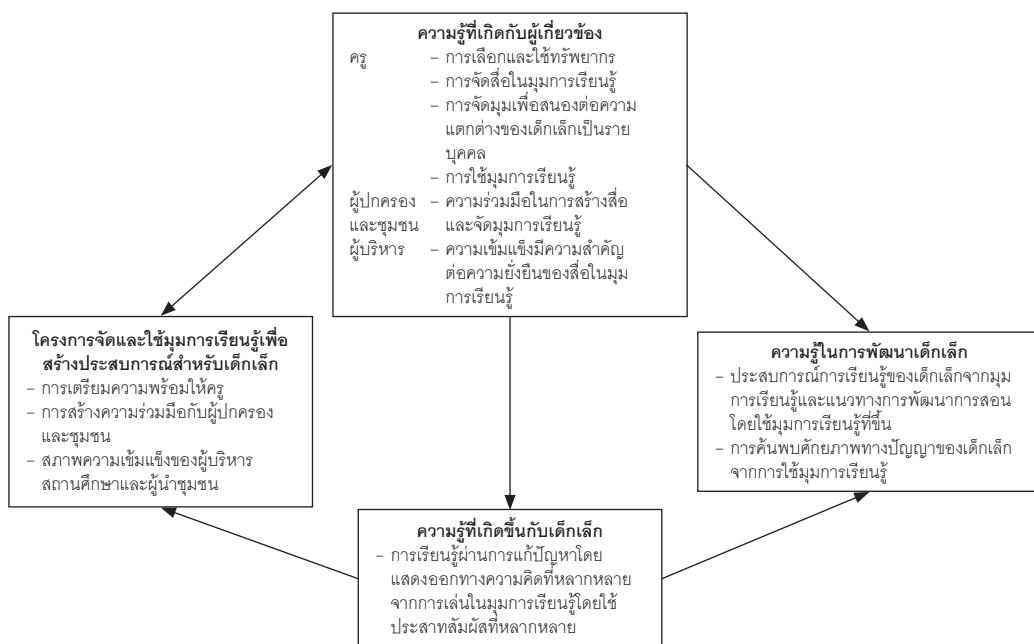 ความรู้ที่เกิดกับผู้เกี่ยวข้อง
ครู – การเลือกและใช้ทรัพยากร
– การจัดสื่อในมุมการเรียนรู้
– การจัดมุมเพื่อสนองต่อความ
แตกต่างของเด็กเล็กเป็นราย
บุคคล
– การใช้มุมการเรียนรู้
ผู้ปกครอง – ความร่วมมือในการสร้างสื่อ
และชุมชน และจัดมุมการเรียนรู้
ผู้บริหาร – ความเข้มแข็งมีความสำคัญ
ต่อความยั่งยืนของสื่อในมุม
การเรียนรู้
โครงการจัดและใช้มุมการเรียนรู้เพื่อ
สร้างประสบการณ์สำหรับเด็กเล็ก
– การเตรียมความพร้อมให้ครู
– การสร้างความร่วมมือกับผู้ปกครอง
และชุมชน
– สภาพความเข้มแข็งของผู้บริหาร
สถานศึกษาและผู้นำชุมชน
ความรู้ในการพัฒนาเด็กเล็ก
– ประสบการณ์การเรียนรู้ของเด็กเล็กจากมุม
การเรียนรู้และแนวทางการพัฒนาการสอน
โดยใช้มุมการเรียนรู้ที่ขึ้น
– การค้นพบศักยภาพทางปัญญาของเด็กเล็ก
จากการใช้มุมการเรียนรู้
ความรู้ที่เกิดขึ้นกับเด็กเล็ก
– การเรียนรู้ผ่านการแก้ปัญหาโดย
แสดงออกทางความคิดที่หลากหลาย
จากการเล่นในมุมการเรียนรู้โดยใช้
ประสาทสัมผัสที่หลากหลาย